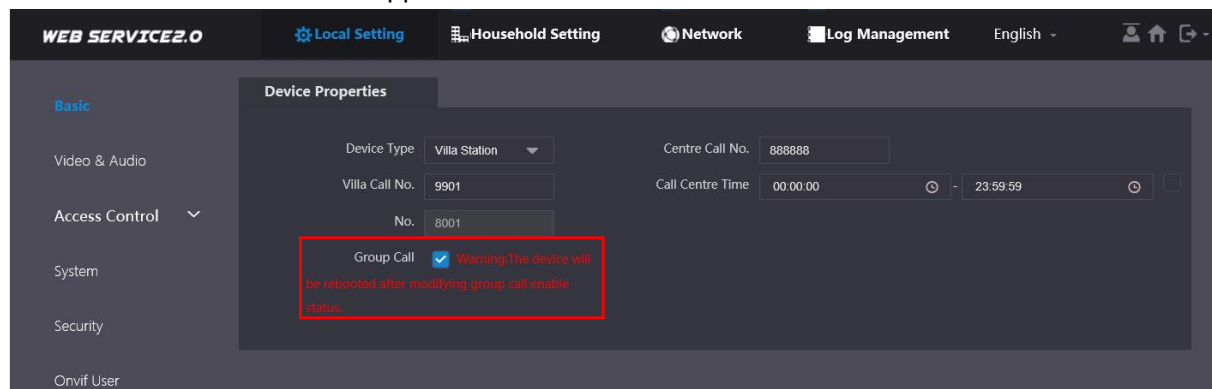 WEB SERVICE2.0
Local Setting
Household Setting
Network
Log Management
English
Basic
Video & Audio
Access Control
System
Security
Onvif User
Device Properties
Device Type Villa Station
Centre Call No. 888888
Villa Call No. 9901
Call Centre Time 00:00:00 - 23:59:59
No. 8001
Group Call Warning:The device will
be rebooted after modifying group call enable
status.